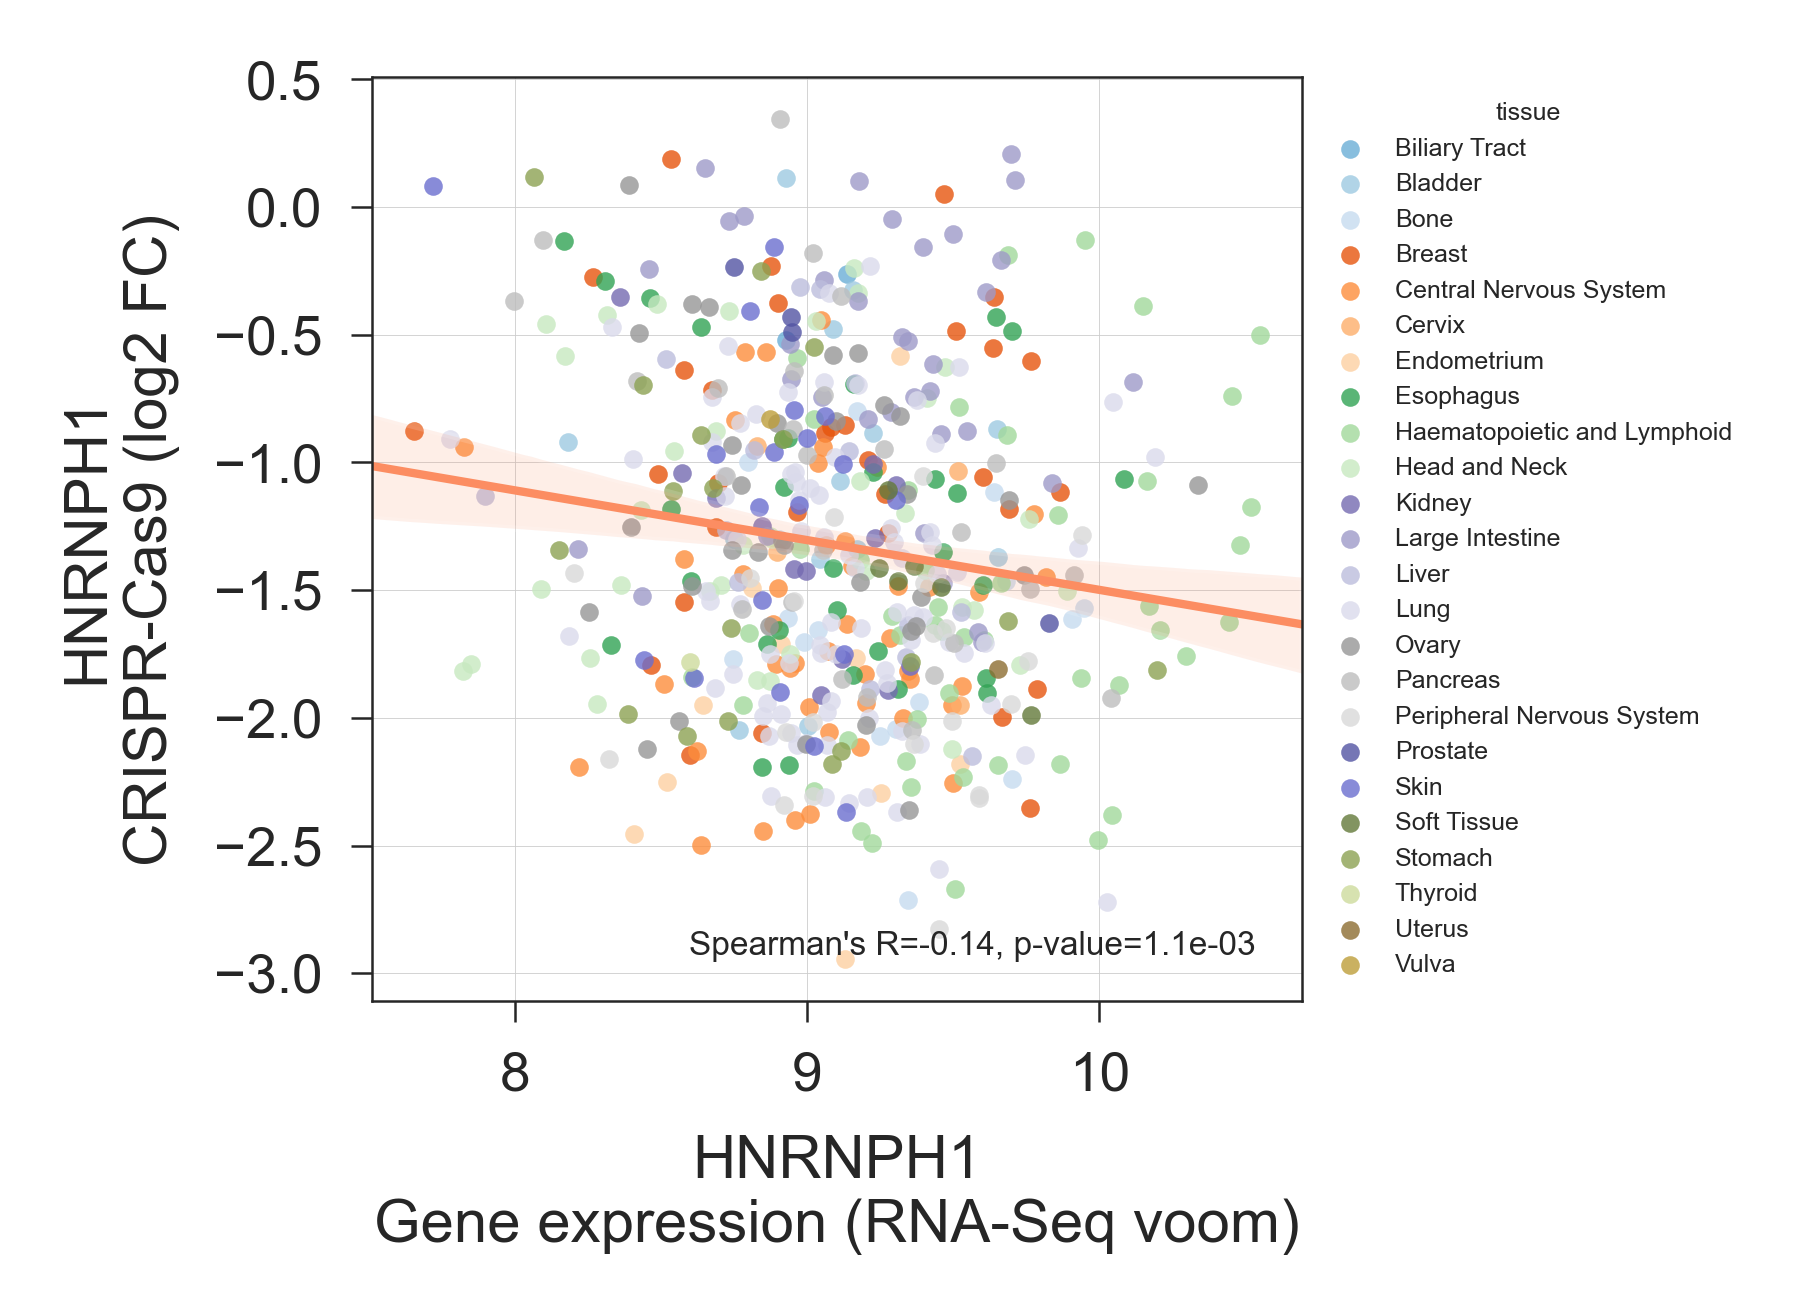 HNRNPH1
CRISPR-Cas9 (log2 FC)
0.5
0.0
−0.5
−1.0
−1.5
−2.0
−2.5
−3.0
Spearman's R=-0.14, p-value=1.1e-03
8
9
10
HNRNPH1
Gene expression (RNA-Seq voom)
tissue
Biliary Tract
Bladder
Bone
Breast
Central Nervous System
Cervix
Endometrium
Esophagus
Haematopoietic and Lymphoid
Head and Neck
Kidney
Large Intestine
Liver
Lung
Ovary
Pancreas
Peripheral Nervous System
Prostate
Skin
Soft Tissue
Stomach
Thyroid
Uterus
Vulva